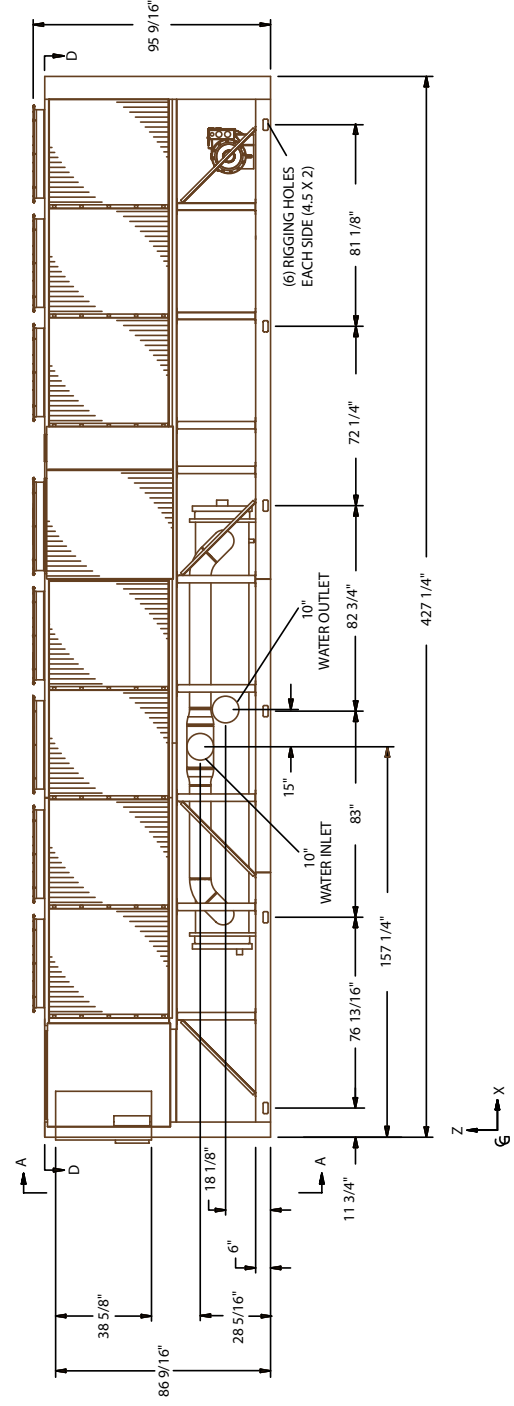 95 9/16"
D
(6) RIGGING HOLES
EACH SIDE (4.5 X 2)
81 1/8"
72 1/4"
82 3/4"
10"
WATER OUTLET
427 1/4"
15"
83"
10"
WATER INLET
157 1/4"
76 13/16"
11 3/4"
A
D
A
18 1/8"
6"
38 5/8"
28 5/16"
86 9/16"
Z
X